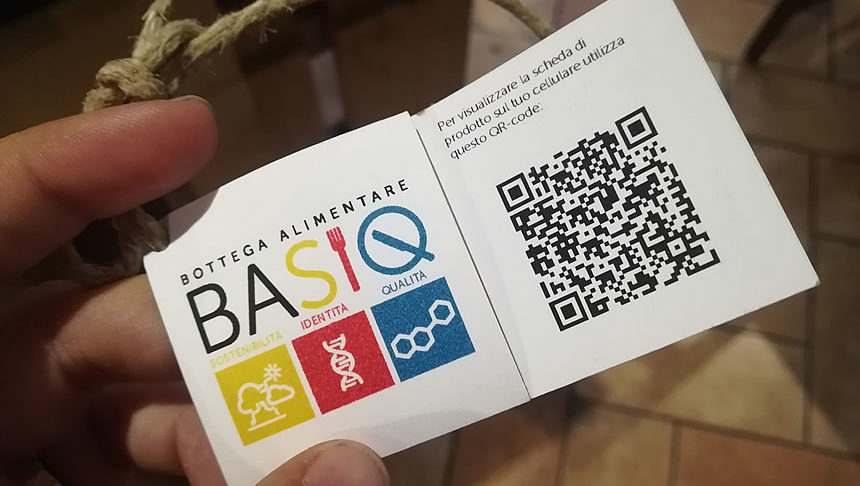 BOTTEGA ALIMENTARE
BASIQ
SOSTENIBILITÀ
IDENTITÀ
QUALITÀ
Per visualizzare la scheda di
prodotto sul tuo cellulare utilizza
questo QR-code: